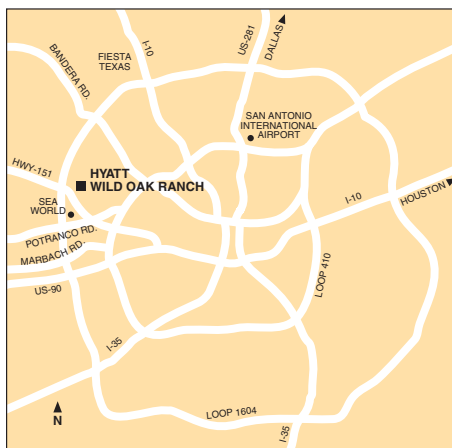 I-10
US-281
DALLAS
BANDERA RD.
FIESTA
TEXAS
SAN ANTONIO
INTERNATIONAL
AIRPORT
HWY-151
HYATT
WILD OAK RANCH
SEA
WORLD
I-10
HOUSTON
POTRANCO RD.
MARBACH RD.
US-90
LOOP 410
I-35
N
LOOP 1604
I-35